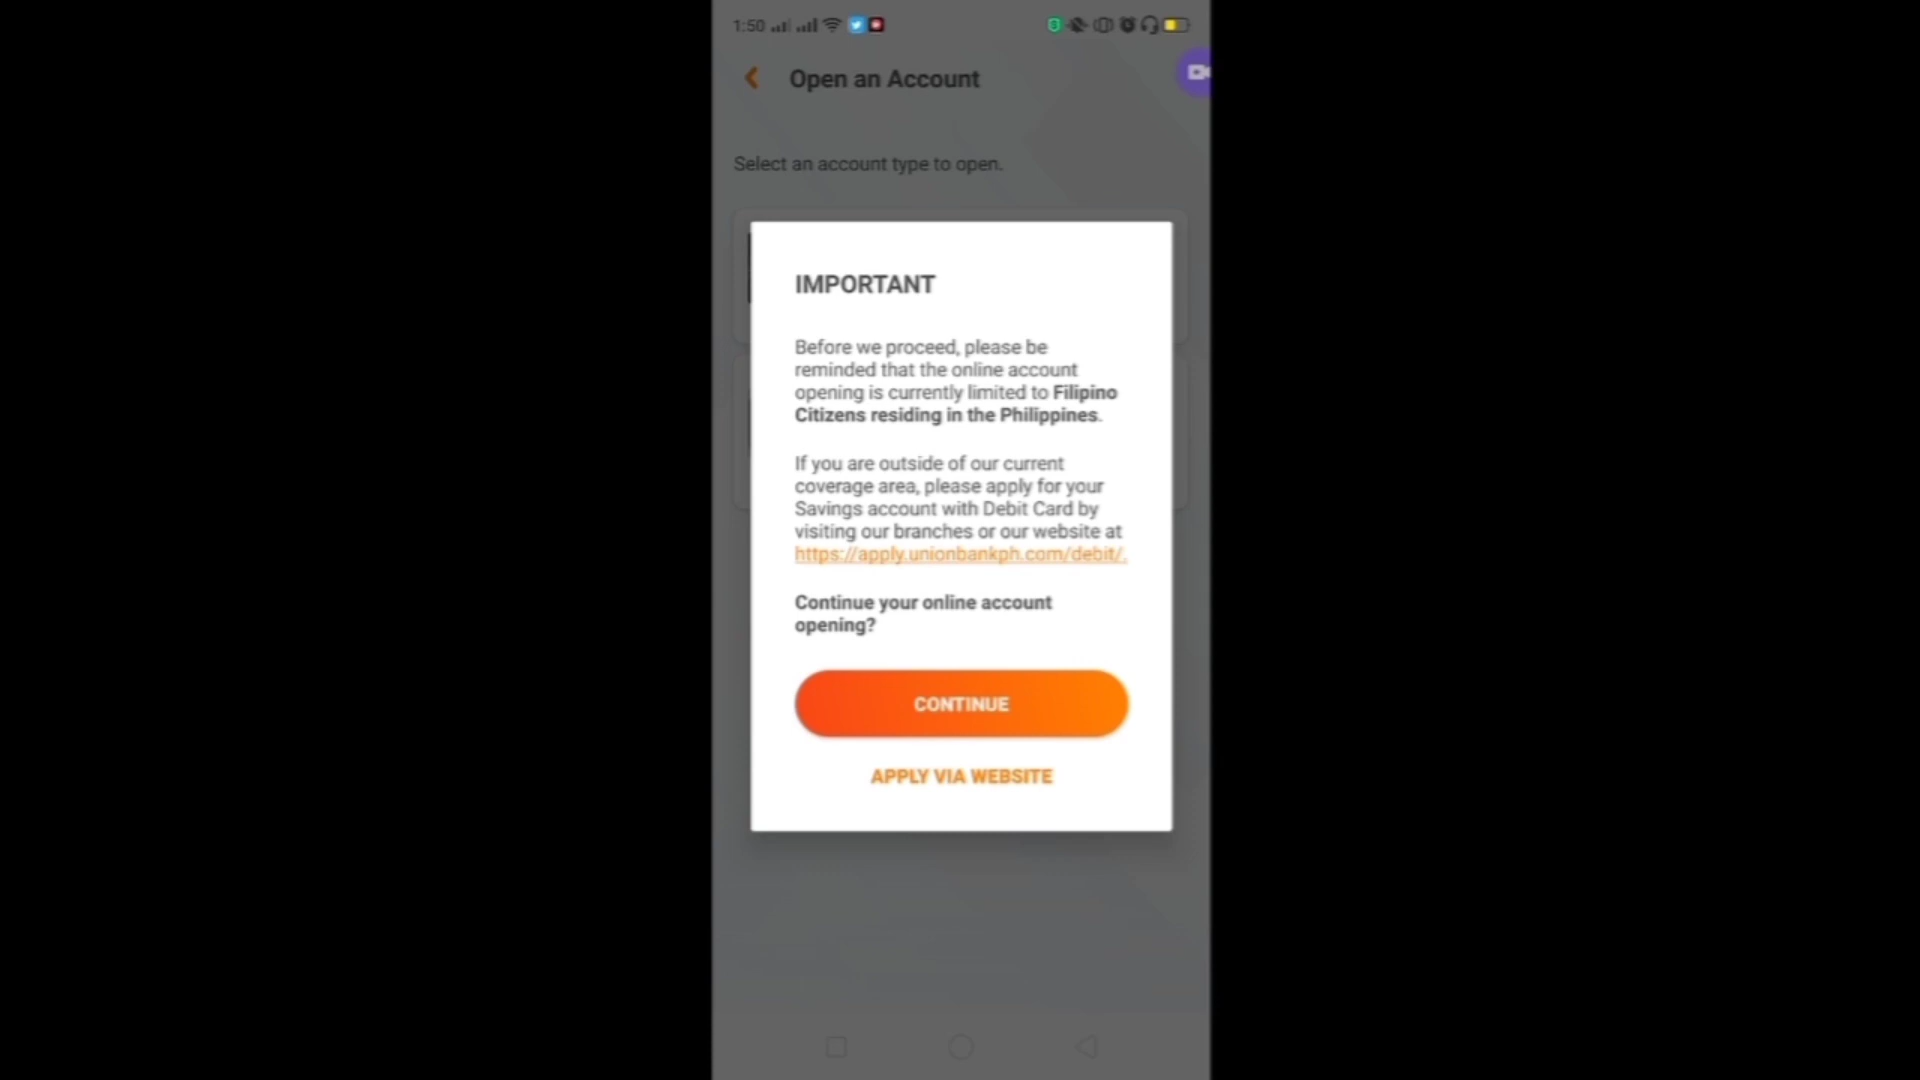 1:50
Open an Account
Select an account type to open.
IMPORTANT
Before we proceed, please be
reminded that the online account
opening is currently limited to Filipino
Citizens residing in the Philippines.
If you are outside of our current
coverage area, please apply for your
Savings account with Debit Card by
visiting our branches or our website at
https://apply.unionbankph.com/debit/.
Continue your online account
opening?
CONTINUE
APPLY VIA WEBSITE